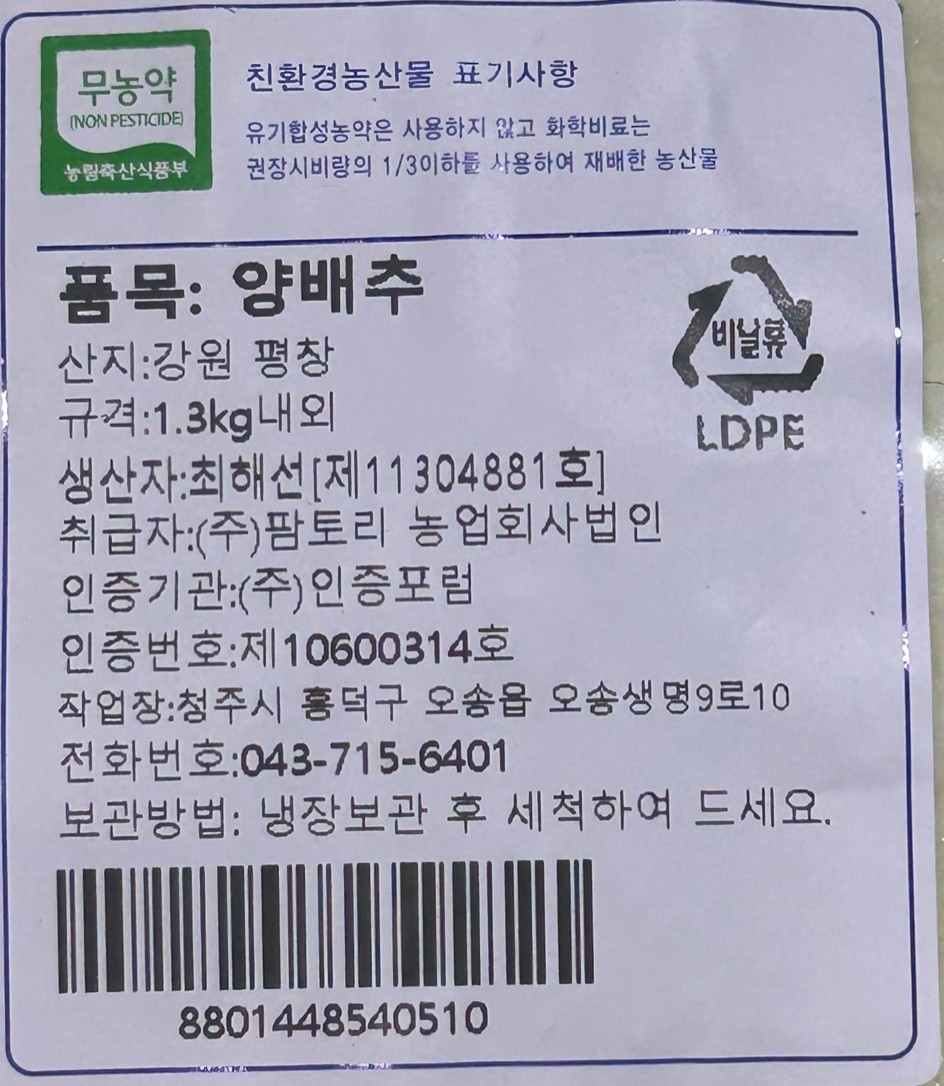 무농약
(NON PESTICIDE)
농림축산식품부
친환경농산물 표기사항
유기합성농약은 사용하지 않고 화학비료는
권장시비량의 1/3이하를 사용하여 재배한 농산물
품목: 양배추
산지:강원 평창
규격:1.3kg내외
생산자:최해선[제11304881호]
취급자:(주)팜토리 농업회사법인
인증기관:(주)인증포럼
인증번호:제10600314호
작업장:청주시 흥덕구 오송읍 오송생명9로10
전화번호:043-715-6401
보관방법: 냉장보관 후 세척하여 드세요.
비닐류
LDPE
8801448540510